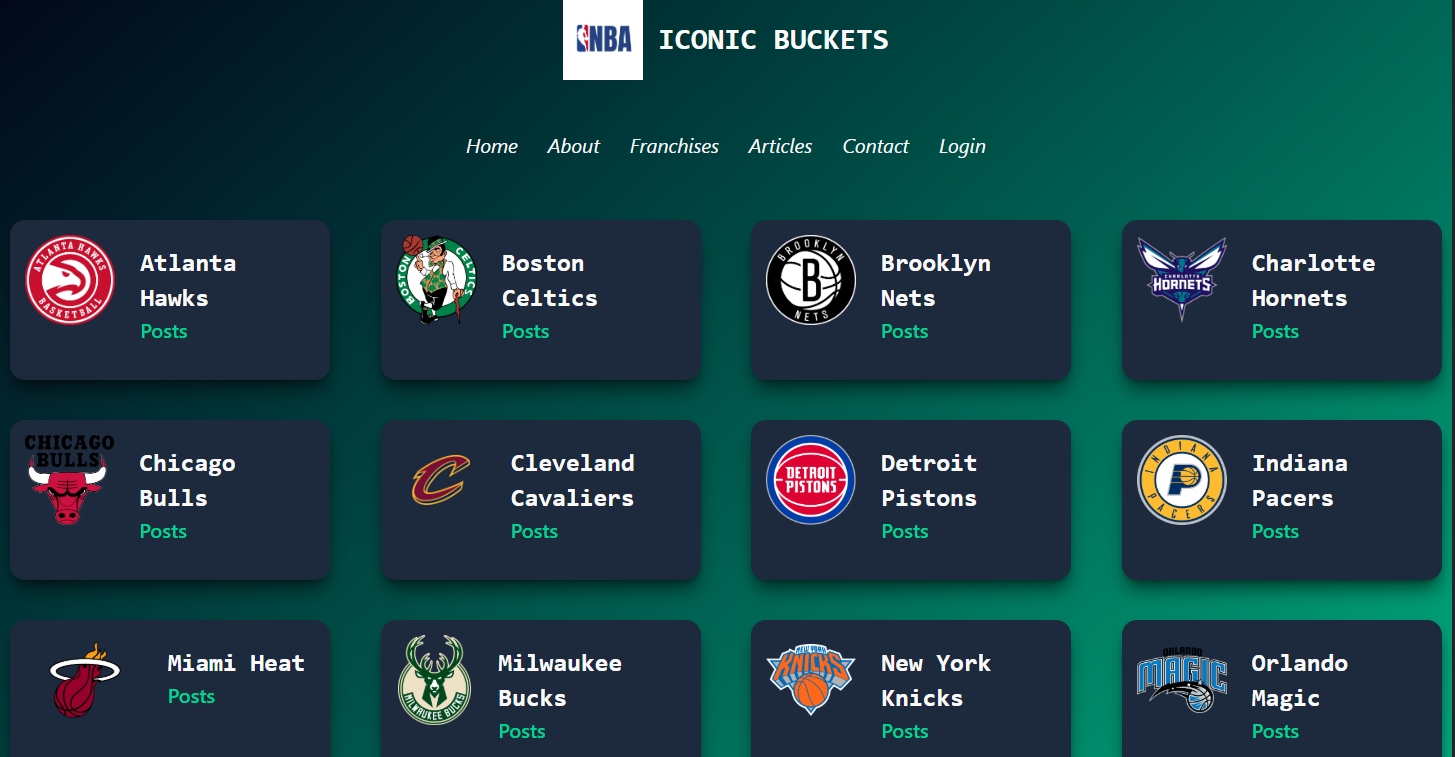 NBA ICONIC BUCKETS
Home About Franchises Articles Contact Login
ATLANTA HAWKS
BASKETBALL
Atlanta
Hawks
Posts
BOSTON
CELTICS
Boston
Celtics
Posts
BROOKLYN
B
NETS
Brooklyn
Nets
Posts
CHARLOTTE
HORNETS
Charlotte
Hornets
Posts
CHICAGO
BULLS
Chicago
Bulls
Posts
C
Cleveland
Cavaliers
Posts
DETROIT
PISTONS
Detroit
Pistons
Posts
INDIANA
P
PACERS
Indiana
Pacers
Posts
Miami Heat
Posts
MILWAUKEE BUCKS
Milwaukee
Bucks
Posts
NEW YORK
KNICKS
New York
Knicks
Posts
ORLANDO
MAGIC
Orlando
Magic
Posts